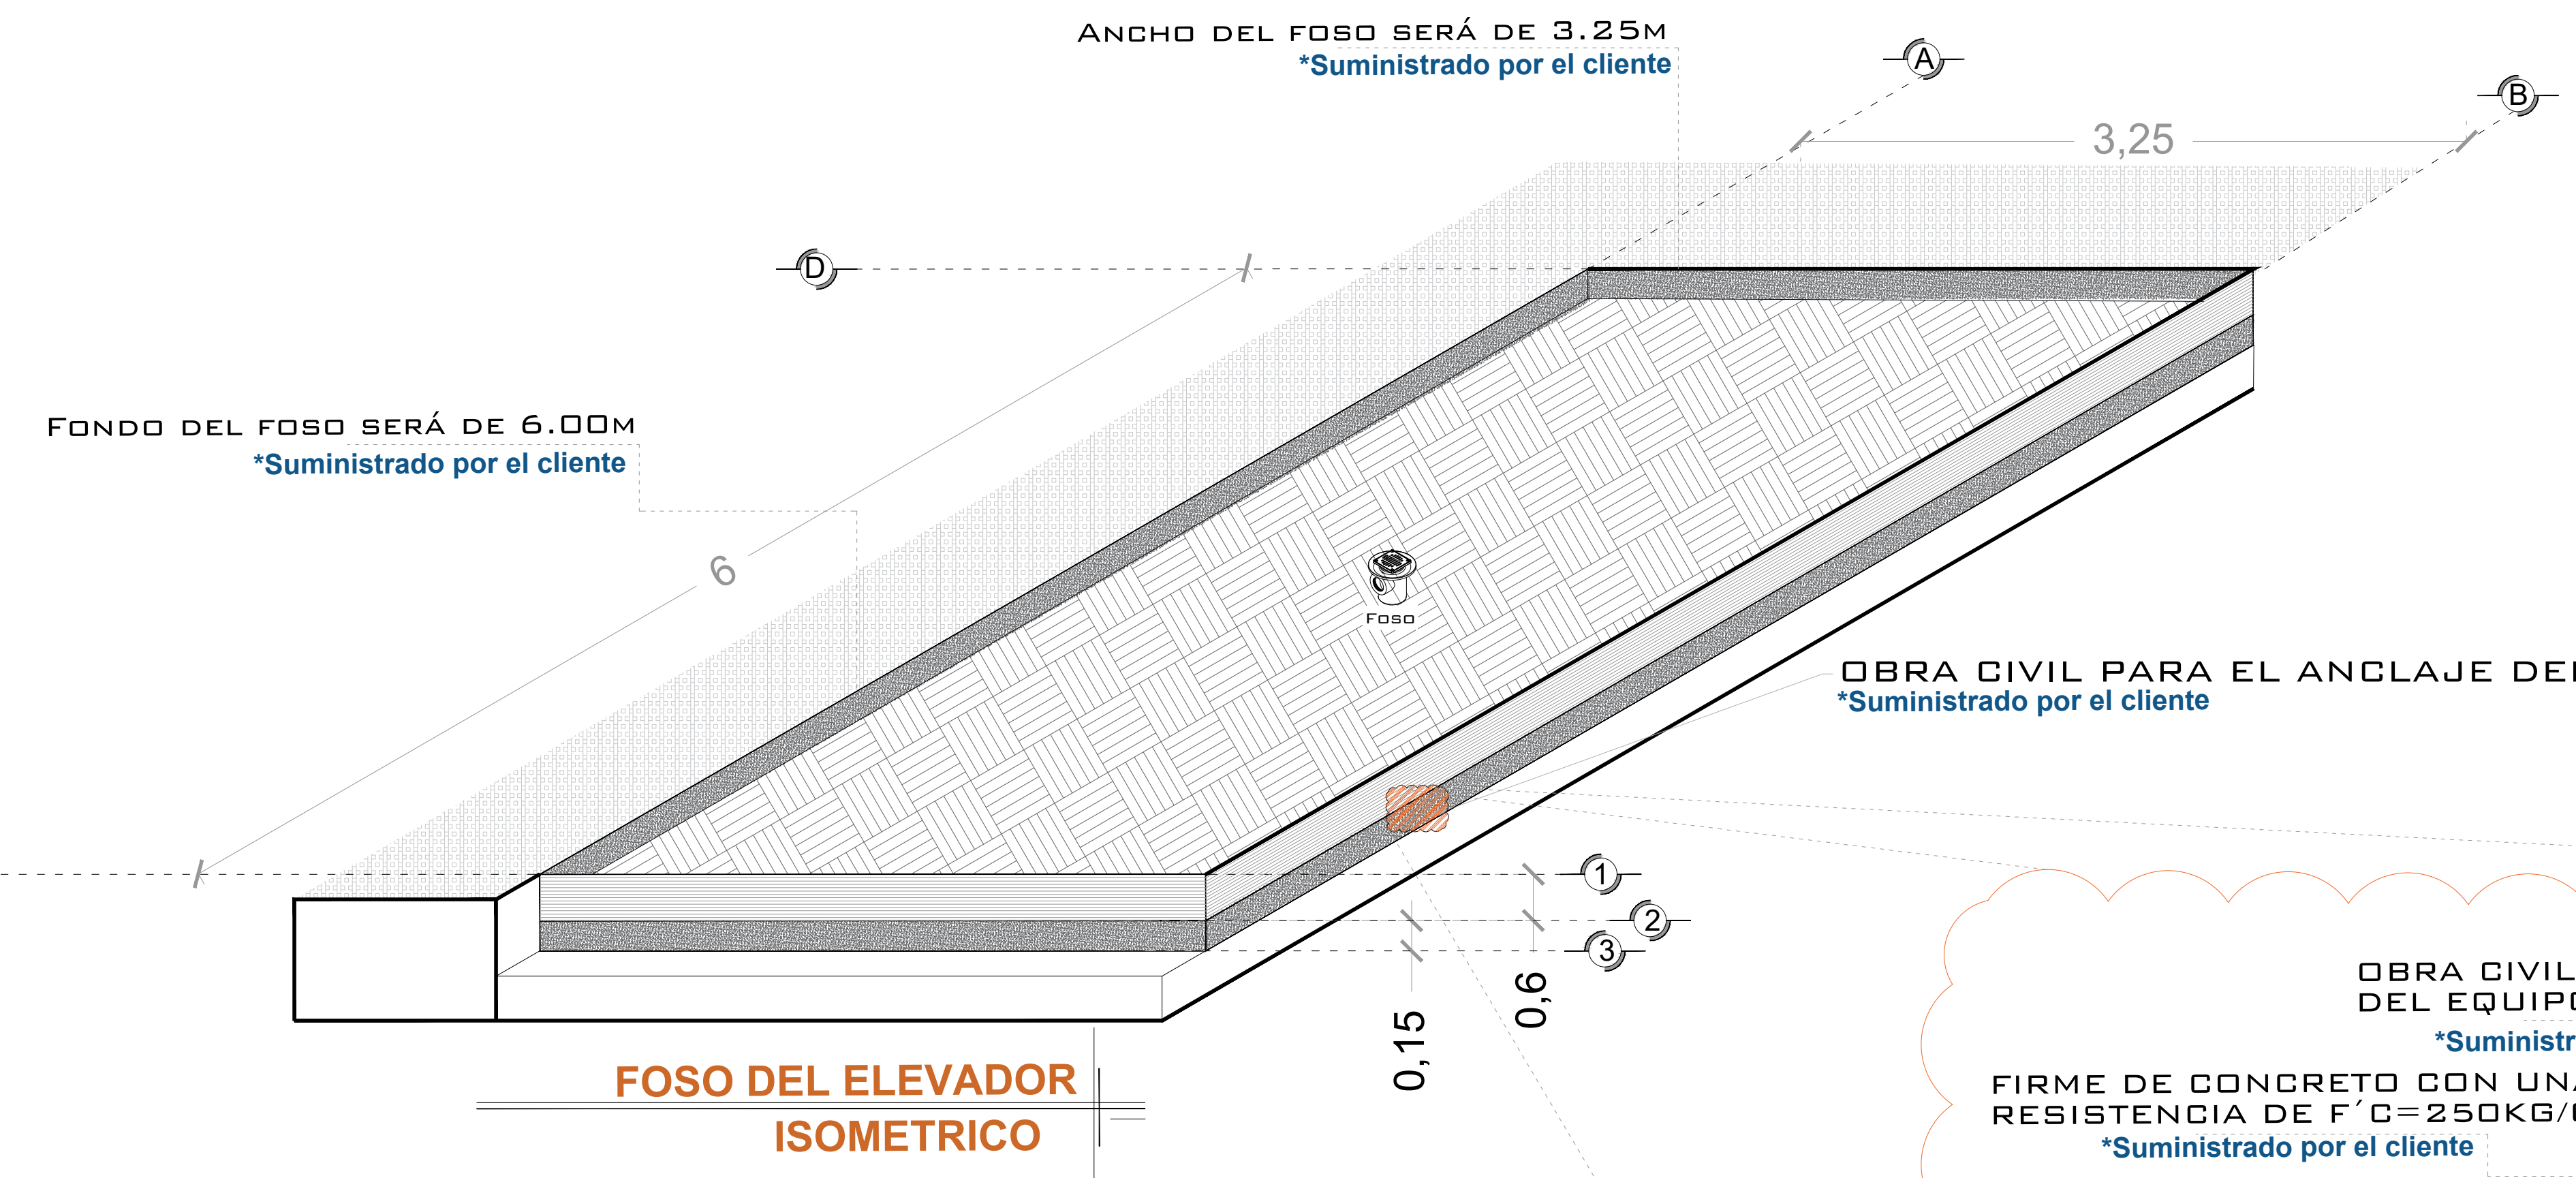 ANCHO DEL FOSO SERÁ DE 3.25M
*Suministrado por el cliente
A
B
3,25
D
FONDO DEL FOSO SERÁ DE 6.00M
*Suministrado por el cliente
6
FOSO
OBRA CIVIL PARA EL ANCLAJE DEL
*Suministrado por el cliente
1
2
3
0,6
0,15
OBRA CIVIL
DEL EQUIPO
*Suministr
FIRME DE CONCRETO CON UNA
RESISTENCIA DE F´C=250KG/
*Suministrado por el cliente
FOSO DEL ELEVADOR
ISOMETRICO